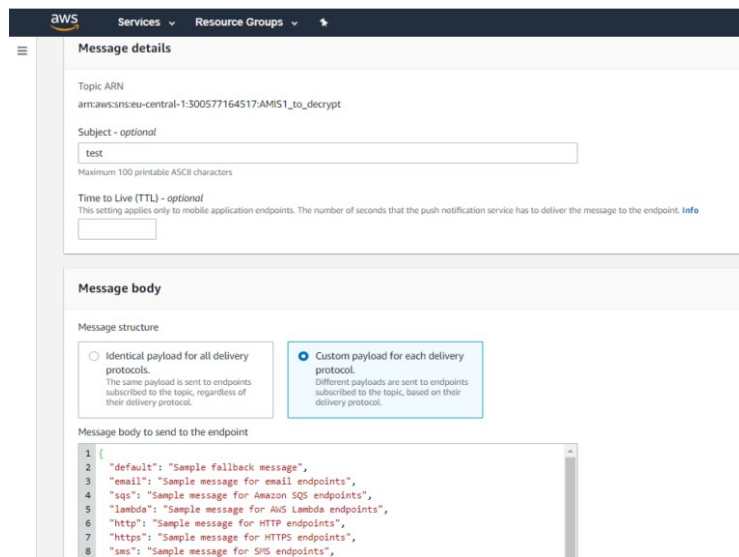 aws Services Resource Groups
Message details
Topic ARN
arn:aws:sns:eu-central-1:300577164517:AMIS1_to_decrypt
Subject - optional
test
Maximum 100 printable ASCII characters
Time to Live (TTL) - optional
This setting applies only to mobile application endpoints. The number of seconds that the push notification service has to deliver the message to the endpoint. Info
Message body
Message structure
Identical payload for all delivery
protocols.
The same payload is sent to endpoints
subscribed to the topic, regardless of
their delivery protocol.
Custom payload for each delivery
protocol.
Different payloads are sent to endpoints
subscribed to the topic, based on their
delivery protocol.
Message body to send to the endpoint
1 {
2 "default": "Sample fallback message",
3 "email": "Sample message for email endpoints",
4 "sqs": "Sample message for Amazon SQS endpoints",
5 "lambda": "Sample message for AWS Lambda endpoints",
6 "http": "Sample message for HTTP endpoints",
7 "https": "Sample message for HTTPS endpoints",
8 "sms": "Sample message for SMS endpoints",